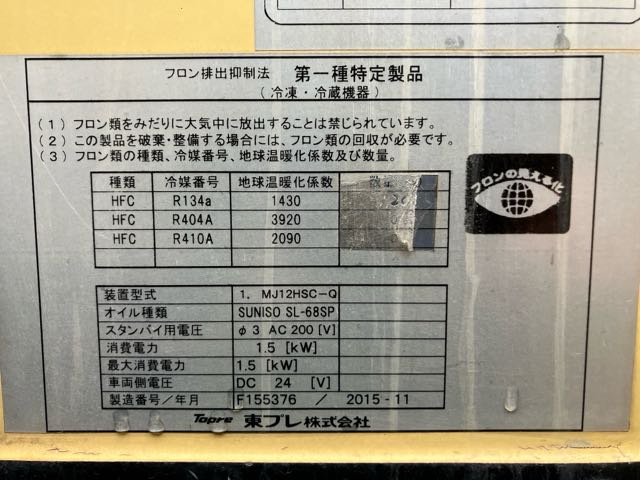 フロン排出抑制法 第一種特定製品
(冷凍・冷蔵機器)
(1) フロン類をみだりに大気中に放出することは禁じられています。
(2) この製品を破棄・整備する場合には、フロン類の回収が必要です。
(3) フロン類の種類、冷媒番号、地球温暖化係数及び数量。
種類 冷媒番号 地球温暖化係数
HFC R134a 1430
HFC R404A 3920
HFC R410A 2090
フロンの見える化
装置型式 1. MJ12HSC-Q
オイル種類 SUNISO SL-68SP
スタンバイ用電圧 φ3 AC 200 [V]
消費電力 1.5 [kW]
最大消費電力 1.5 [kW]
車両側電圧 DC 24 [V]
製造番号/年月 F155376 / 2015-11
Topre 東プレ株式会社